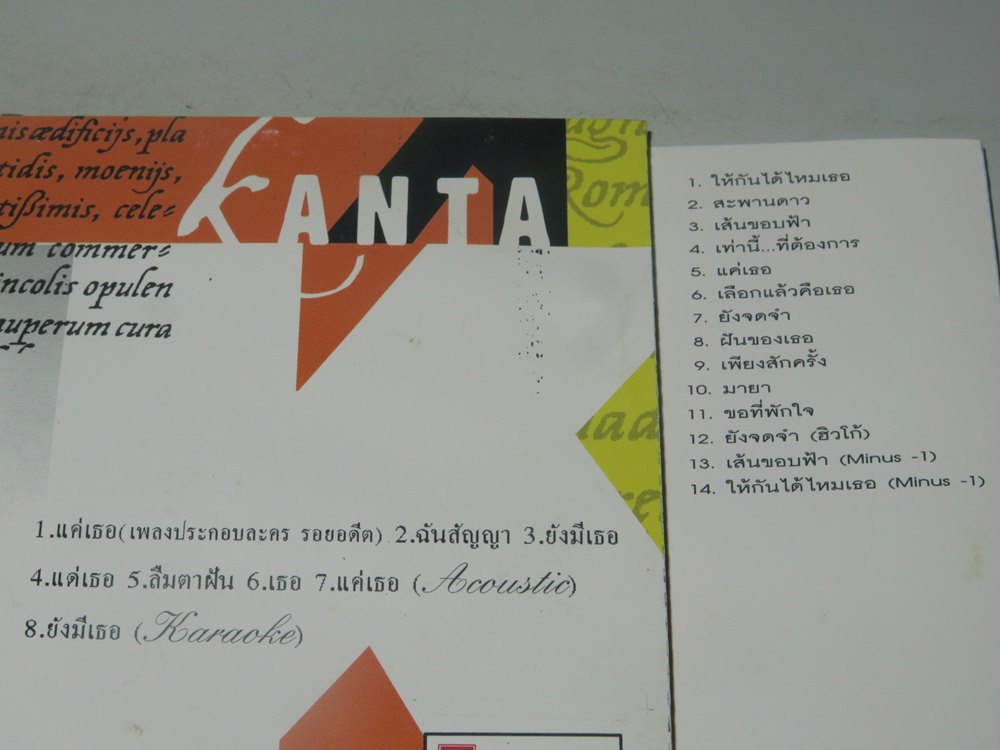 ædificijs, pla
tidis, moenijs,
tißimis, cele=
um commer=
incolis opulen
auperum cura
KANTA
Rom
1.แค่เธอ(เพลงประกอบละคร รอยอดีต) 2.ฉันสัญญา 3.ยังมีเธอ
4.แด่เธอ 5.ลืมตาฝัน 6.เธอ 7.แค่เธอ (Acoustic)
8.ยังมีเธอ (Karaoke)
1. ให้กันได้ไหมเธอ
2. สะพานดาว
3. เส้นขอบฟ้า
4. เท่านี้...ที่ต้องการ
5. แค่เธอ
6. เลือกแล้วคือเธอ
7. ยังจดจำ
8. ฝันของเธอ
9. เพียงสักครั้ง
10. มายา
11. ขอที่พักใจ
12. ยังจดจำ (ฮิวโก้)
13. เส้นขอบฟ้า (Minus -1)
14. ให้กันได้ไหมเธอ (Minus -1)